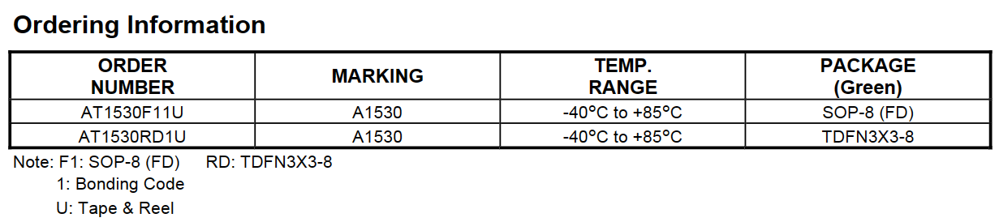 Ordering Information
ORDER NUMBER MARKING TEMP. RANGE PACKAGE (Green)
AT1530F11U A1530 -40°C to +85°C SOP-8 (FD)
AT1530RD1U A1530 -40°C to +85°C TDFN3X3-8
Note: F1: SOP-8 (FD) RD: TDFN3X3-8
1: Bonding Code
U: Tape & Reel